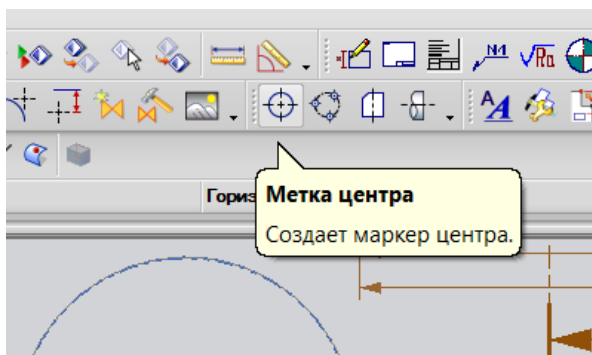 Гориз
Метка центра
Создает маркер центра.